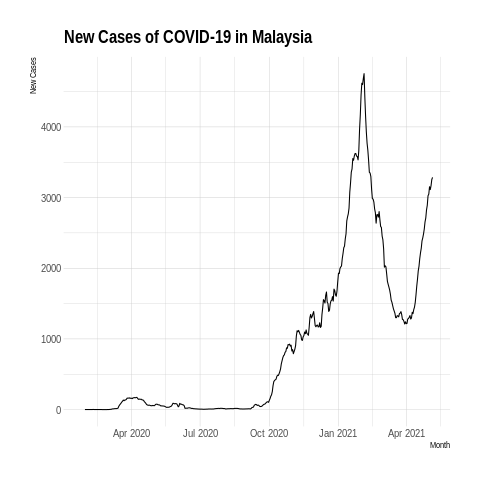 New Cases of COVID-19 in Malaysia
New Cases
4000
3000
2000
1000
0
Apr 2020 Jul 2020 Oct 2020 Jan 2021 Apr 2021
Month